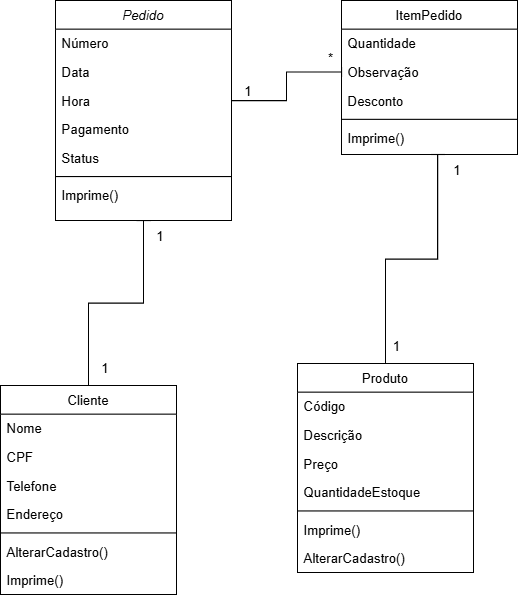 Pedido
Número
Data
Hora
Pagamento
Status
Imprime()
1
*
ItemPedido
Quantidade
Observação
Desconto
Imprime()
1
1
1
1
Cliente
Nome
CPF
Telefone
Endereço
AlterarCadastro()
Imprime()
Produto
Código
Descrição
Preço
QuantidadeEstoque
Imprime()
AlterarCadastro()